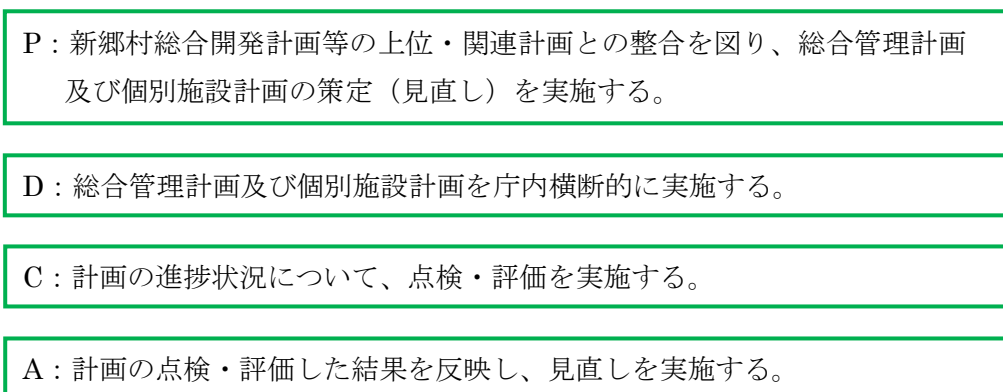 P：新郷村総合開発計画等の上位・関連計画との整合を図り、総合管理計画
及び個別施設計画の策定（見直し）を実施する。
D：総合管理計画及び個別施設計画を庁内横断的に実施する。
C：計画の進捗状況について、点検・評価を実施する。
A：計画の点検・評価した結果を反映し、見直しを実施する。